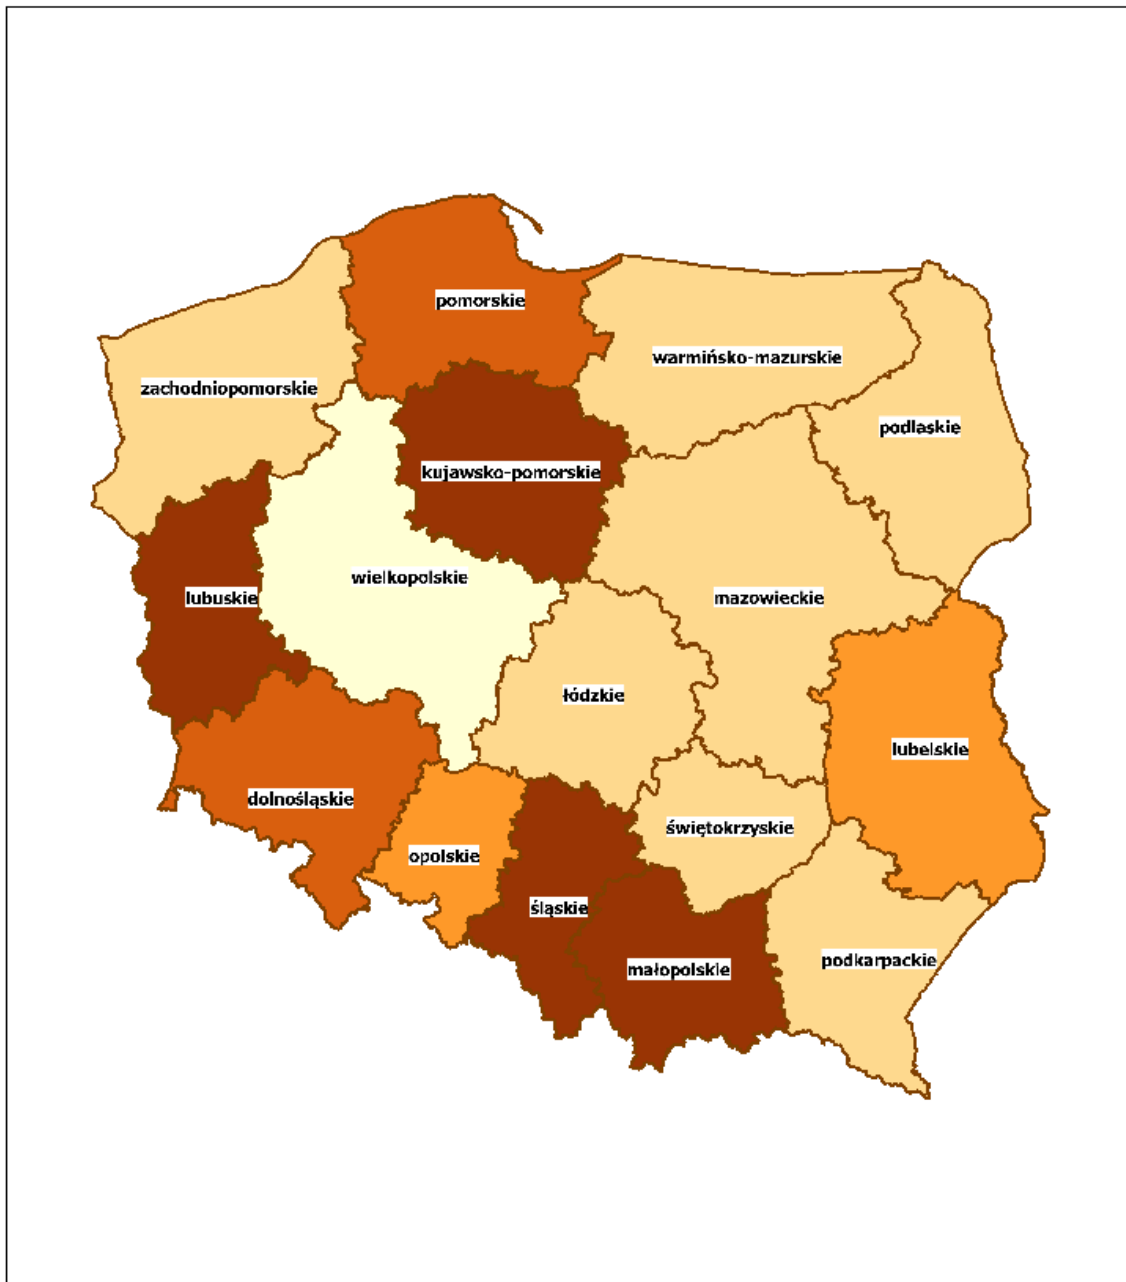 pomorskie
warmińsko-mazurskie
zachodniopomorskie
podlaskie
kujawsko-pomorskie
wielkopolskie
lubuskie
mazowieckie
łódzkie
lubelskie
dolnośląskie
świętokrzyskie
opolskie
śląskie
podkarpackie
małopolskie